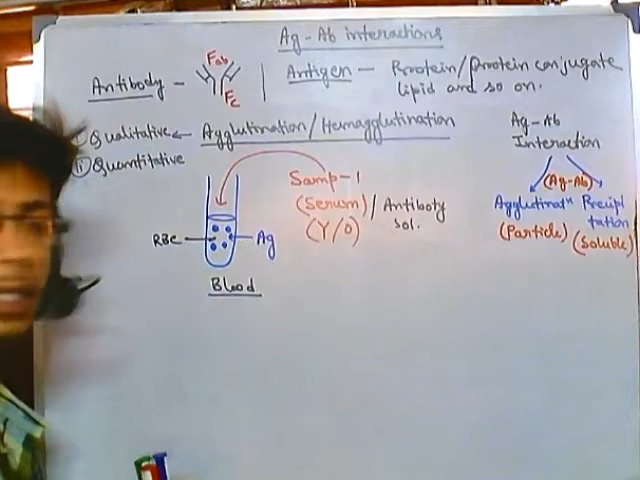 Ag-Ab interactions
Antibody - Fab Fc
Antigen - Protein/protein conjugate
lipid and so on.
(i) Qualitative ← Agglutination/Hemagglutination
(ii) Quantitative
Ag-Ab
Interaction
(Ag-Ab)
Agglutinatⁿ Precipi
tation
(Particle) (Soluble)
Samp-1
(Serum) / Antibody
(Y/O) sol.
RBC Ag
Blood